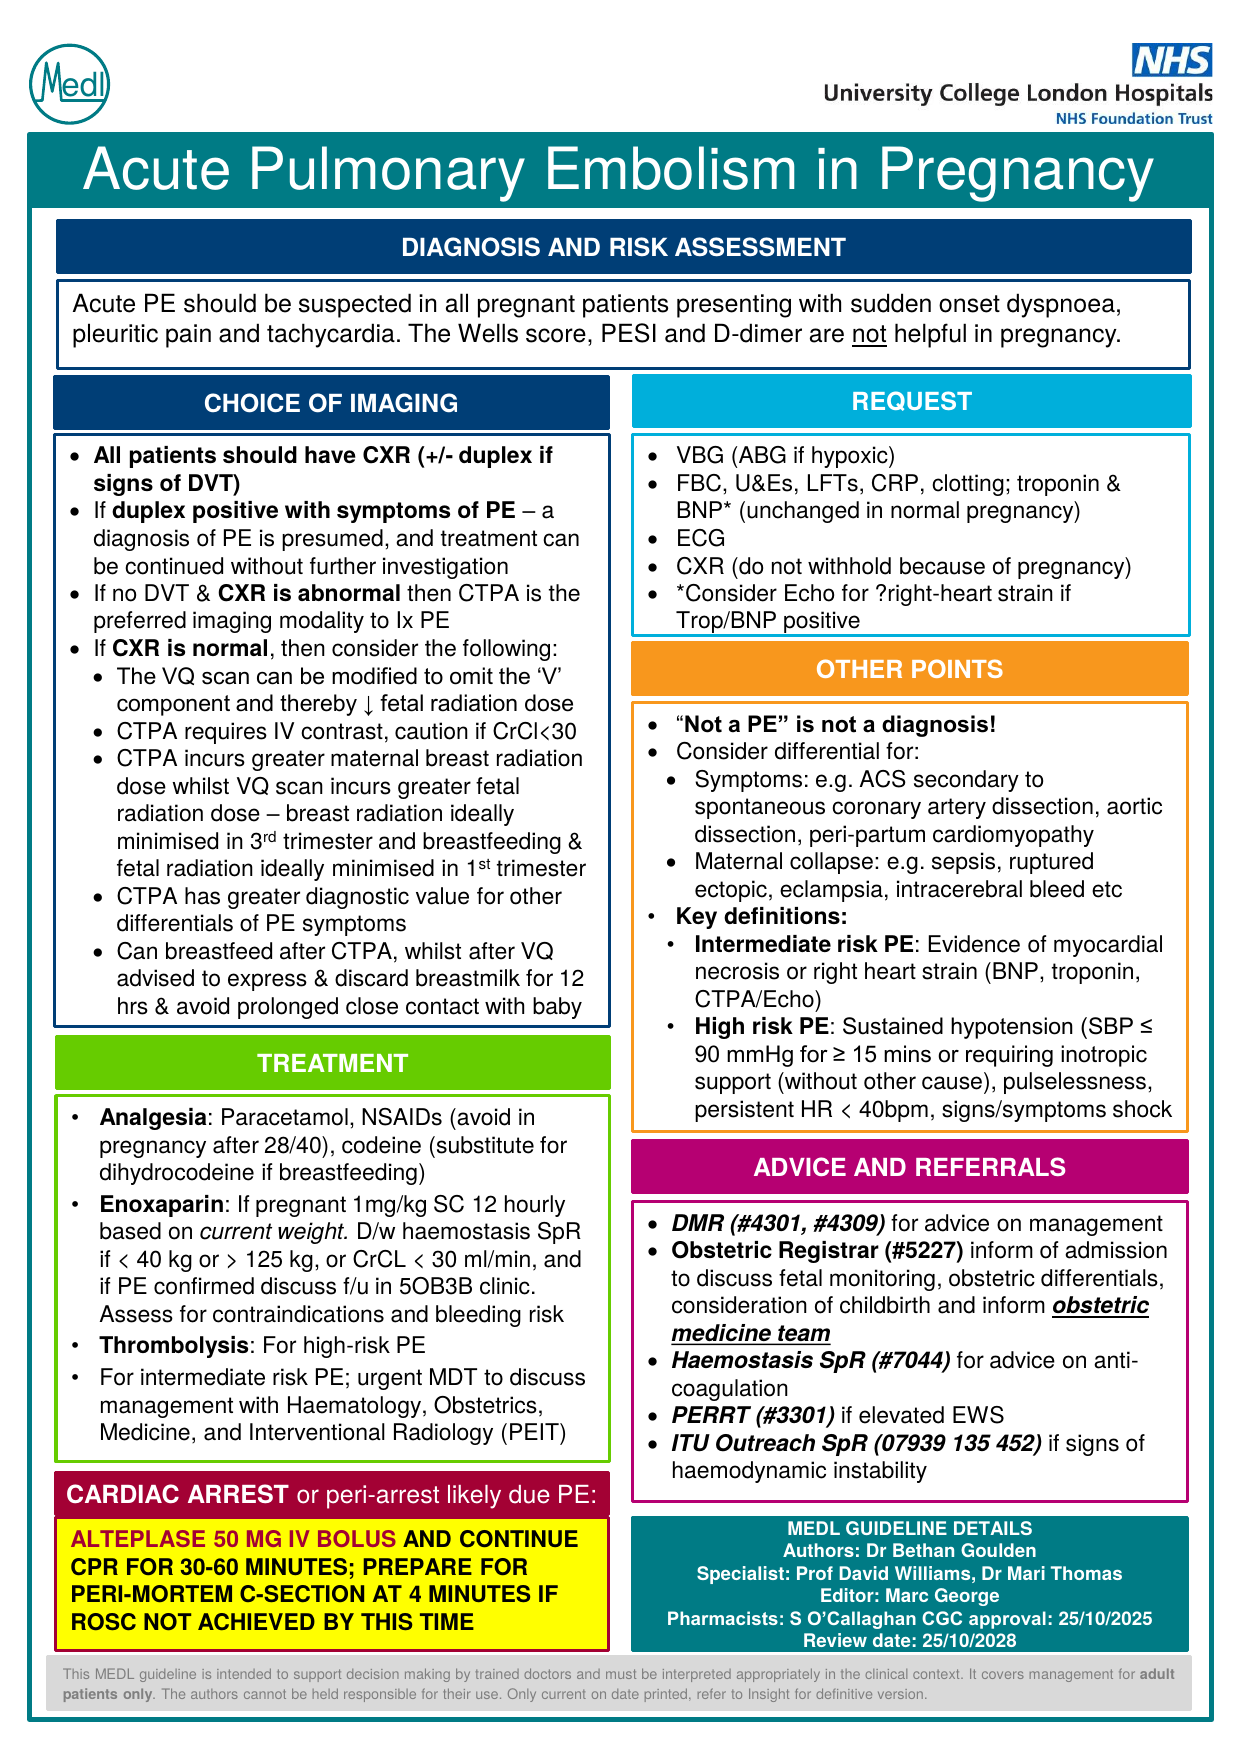 Medl
NHS
University College London Hospitals
NHS Foundation Trust
Acute Pulmonary Embolism in Pregnancy
DIAGNOSIS AND RISK ASSESSMENT
Acute PE should be suspected in all pregnant patients presenting with sudden onset dyspnoea,
pleuritic pain and tachycardia. The Wells score, PESI and D-dimer are not helpful in pregnancy.
CHOICE OF IMAGING
• All patients should have CXR (+/- duplex if
signs of DVT)
• If duplex positive with symptoms of PE – a
diagnosis of PE is presumed, and treatment can
be continued without further investigation
• If no DVT & CXR is abnormal then CTPA is the
preferred imaging modality to Ix PE
• If CXR is normal, then consider the following:
• The VQ scan can be modified to omit the ‘V’
component and thereby ↓ fetal radiation dose
• CTPA requires IV contrast, caution if CrCl<30
• CTPA incurs greater maternal breast radiation
dose whilst VQ scan incurs greater fetal
radiation dose – breast radiation ideally
minimised in 3rd trimester and breastfeeding &
fetal radiation ideally minimised in 1st trimester
• CTPA has greater diagnostic value for other
differentials of PE symptoms
• Can breastfeed after CTPA, whilst after VQ
advised to express & discard breastmilk for 12
hrs & avoid prolonged close contact with baby
TREATMENT
• Analgesia: Paracetamol, NSAIDs (avoid in
pregnancy after 28/40), codeine (substitute for
dihydrocodeine if breastfeeding)
• Enoxaparin: If pregnant 1mg/kg SC 12 hourly
based on current weight. D/w haemostasis SpR
if < 40 kg or > 125 kg, or CrCL < 30 ml/min, and
if PE confirmed discuss f/u in 5OB3B clinic.
Assess for contraindications and bleeding risk
• Thrombolysis: For high-risk PE
• For intermediate risk PE; urgent MDT to discuss
management with Haematology, Obstetrics,
Medicine, and Interventional Radiology (PEIT)
CARDIAC ARREST or peri-arrest likely due PE:
ALTEPLASE 50 MG IV BOLUS AND CONTINUE
CPR FOR 30-60 MINUTES; PREPARE FOR
PERI-MORTEM C-SECTION AT 4 MINUTES IF
ROSC NOT ACHIEVED BY THIS TIME
REQUEST
• VBG (ABG if hypoxic)
• FBC, U&Es, LFTs, CRP, clotting; troponin &
BNP* (unchanged in normal pregnancy)
• ECG
• CXR (do not withhold because of pregnancy)
• *Consider Echo for ?right-heart strain if
Trop/BNP positive
OTHER POINTS
• “Not a PE” is not a diagnosis!
• Consider differential for:
• Symptoms: e.g. ACS secondary to
spontaneous coronary artery dissection, aortic
dissection, peri-partum cardiomyopathy
• Maternal collapse: e.g. sepsis, ruptured
ectopic, eclampsia, intracerebral bleed etc
• Key definitions:
• Intermediate risk PE: Evidence of myocardial
necrosis or right heart strain (BNP, troponin,
CTPA/Echo)
• High risk PE: Sustained hypotension (SBP ≤
90 mmHg for ≥ 15 mins or requiring inotropic
support (without other cause), pulselessness,
persistent HR < 40bpm, signs/symptoms shock
ADVICE AND REFERRALS
• DMR (#4301, #4309) for advice on management
• Obstetric Registrar (#5227) inform of admission
to discuss fetal monitoring, obstetric differentials,
consideration of childbirth and inform obstetric
medicine team
• Haemostasis SpR (#7044) for advice on anti-
coagulation
• PERRT (#3301) if elevated EWS
• ITU Outreach SpR (07939 135 452) if signs of
haemodynamic instability
MEDL GUIDELINE DETAILS
Authors: Dr Bethan Goulden
Specialist: Prof David Williams, Dr Mari Thomas
Editor: Marc George
Pharmacists: S O’Callaghan CGC approval: 25/10/2025
Review date: 25/10/2028
This MEDL guideline is intended to support decision making by trained doctors and must be interpreted appropriately in the clinical context. It covers management for adult
patients only. The authors cannot be held responsible for their use. Only current on date printed, refer to Insight for definitive version.